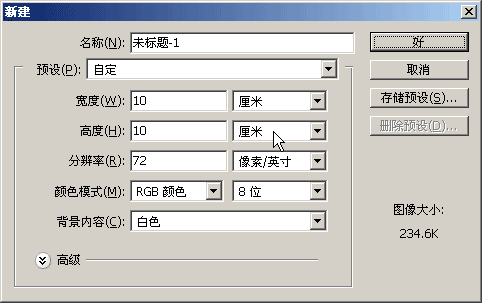 新建
名称(N): 未标题-1
好
预设(P): 自定
取消
宽度(W): 10 厘米
存储预设(S)...
高度(H): 10 厘米
删除预设(D)...
分辨率(R): 72 像素/英寸
颜色模式(M): RGB 颜色 8 位
图像大小:
背景内容(C): 白色
234.6K
高级